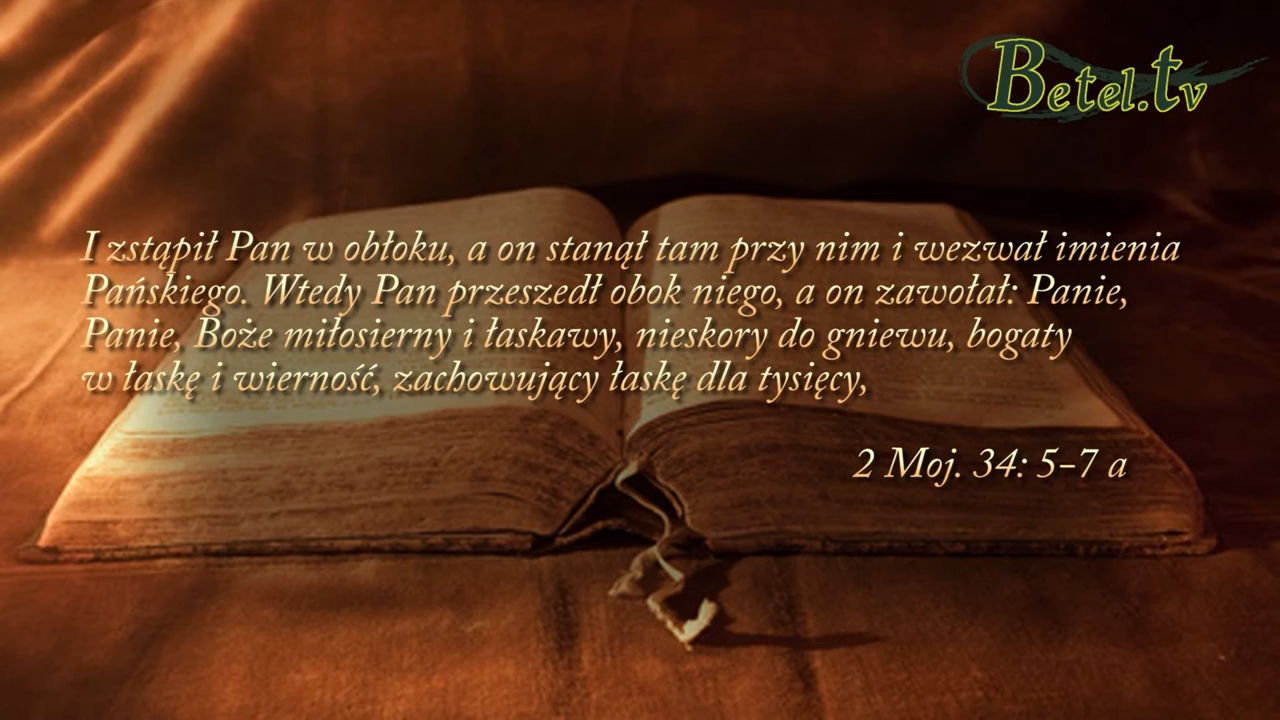 Betel.tv
I zstąpił Pan w obłoku, a on stanął tam przy nim i wezwał imienia
Pańskiego. Wtedy Pan przeszedł obok niego, a on zawołał: Panie,
Panie, Boże miłosierny i łaskawy, nieskory do gniewu, bogaty
w łaskę i wierność, zachowujący łaskę dla tysięcy,
2 Moj. 34: 5-7 a